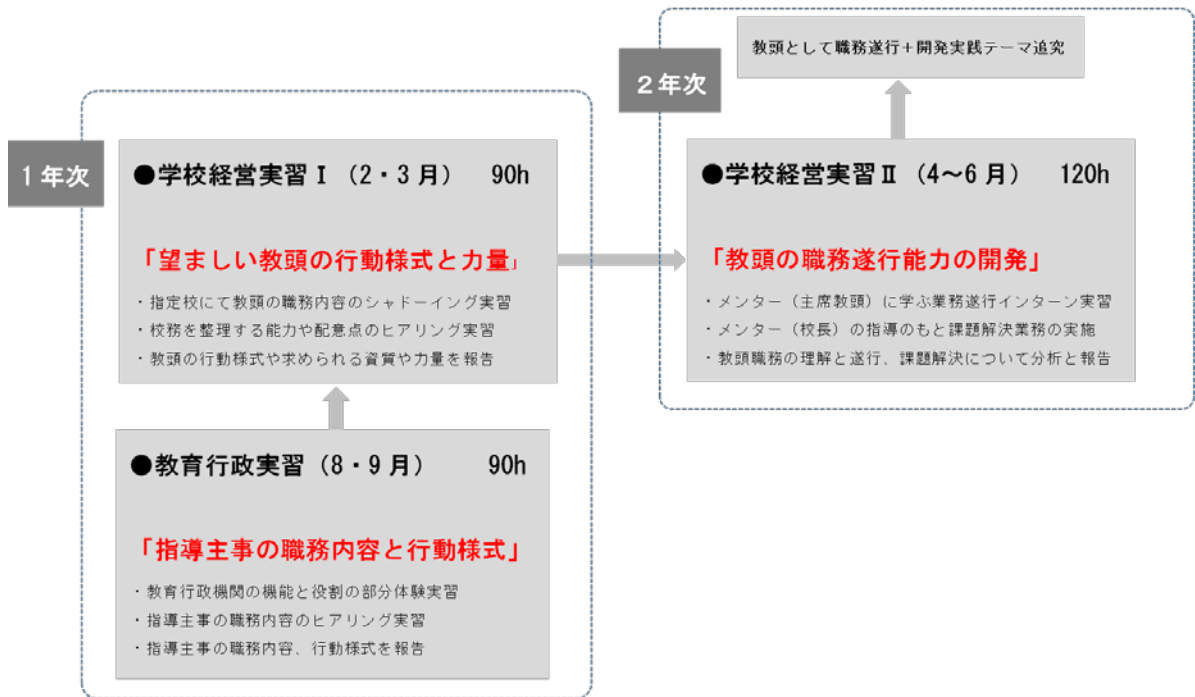 1年次
●学校経営実習Ⅰ（2・3月） 90h
「望ましい教頭の行動様式と力量」
・指定校にて教頭の職務内容のシャドーイング実習
・校務を整理する能力や配意点のヒアリング実習
・教頭の行動様式や求められる資質や力量を報告
●教育行政実習（8・9月） 90h
「指導主事の職務内容と行動様式」
・教育行政機関の機能と役割の部分体験実習
・指導主事の職務内容のヒアリング実習
・指導主事の職務内容、行動様式を報告
2年次
教頭として職務遂行＋開発実践テーマ追究
●学校経営実習Ⅱ（4～6月） 120h
「教頭の職務遂行能力の開発」
・メンター（主席教頭）に学ぶ業務遂行インターン実習
・メンター（校長）の指導のもと課題解決業務の実施
・教頭職務の理解と遂行、課題解決について分析と報告